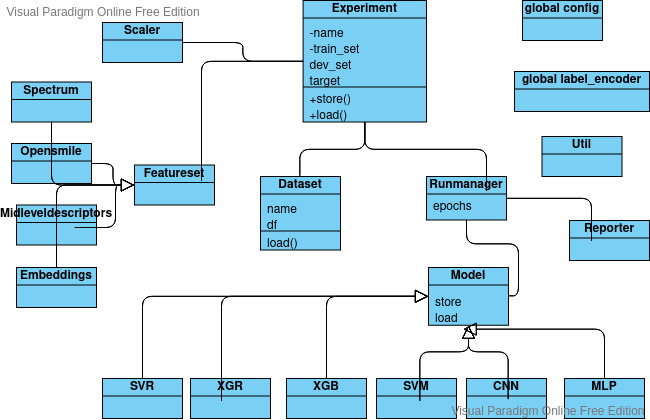 Visual Paradigm Online Free Edition
Experiment
-name
-train_set
dev_set
target
+store()
+load()
global config
Scaler
global label_encoder
Spectrum
Opensmile
Util
Featureset
Dataset
name
df
load()
Runmanager
epochs
Midleveldescriptors
Reporter
Embeddings
Model
store
load
SVR
XGR
XGB
SVM
CNN
MLP
Visual Paradigm Online Free Edition